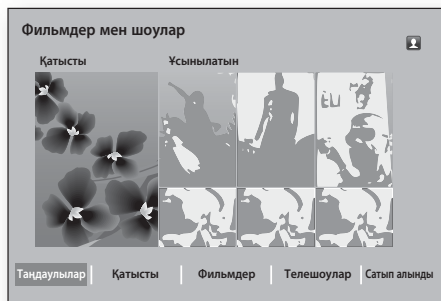 Фильмдер мен шоулар
Қатысты Ұсынылатын
Таңдаулылар Қатысты Фильмдер Телешоулар Сатып алынды